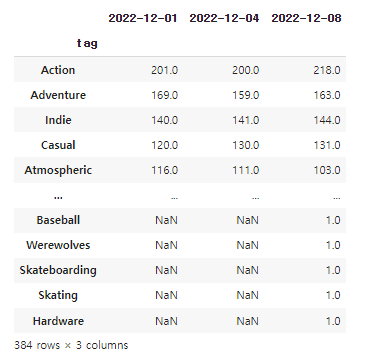 2022-12-01 2022-12-04 2022-12-08
tag
Action 201.0 200.0 218.0
Adventure 169.0 159.0 163.0
Indie 140.0 141.0 144.0
Casual 120.0 130.0 131.0
Atmospheric 116.0 111.0 103.0
... ... ... ...
Baseball NaN NaN 1.0
Werewolves NaN NaN 1.0
Skateboarding NaN NaN 1.0
Skating NaN NaN 1.0
Hardware NaN NaN 1.0
384 rows × 3 columns